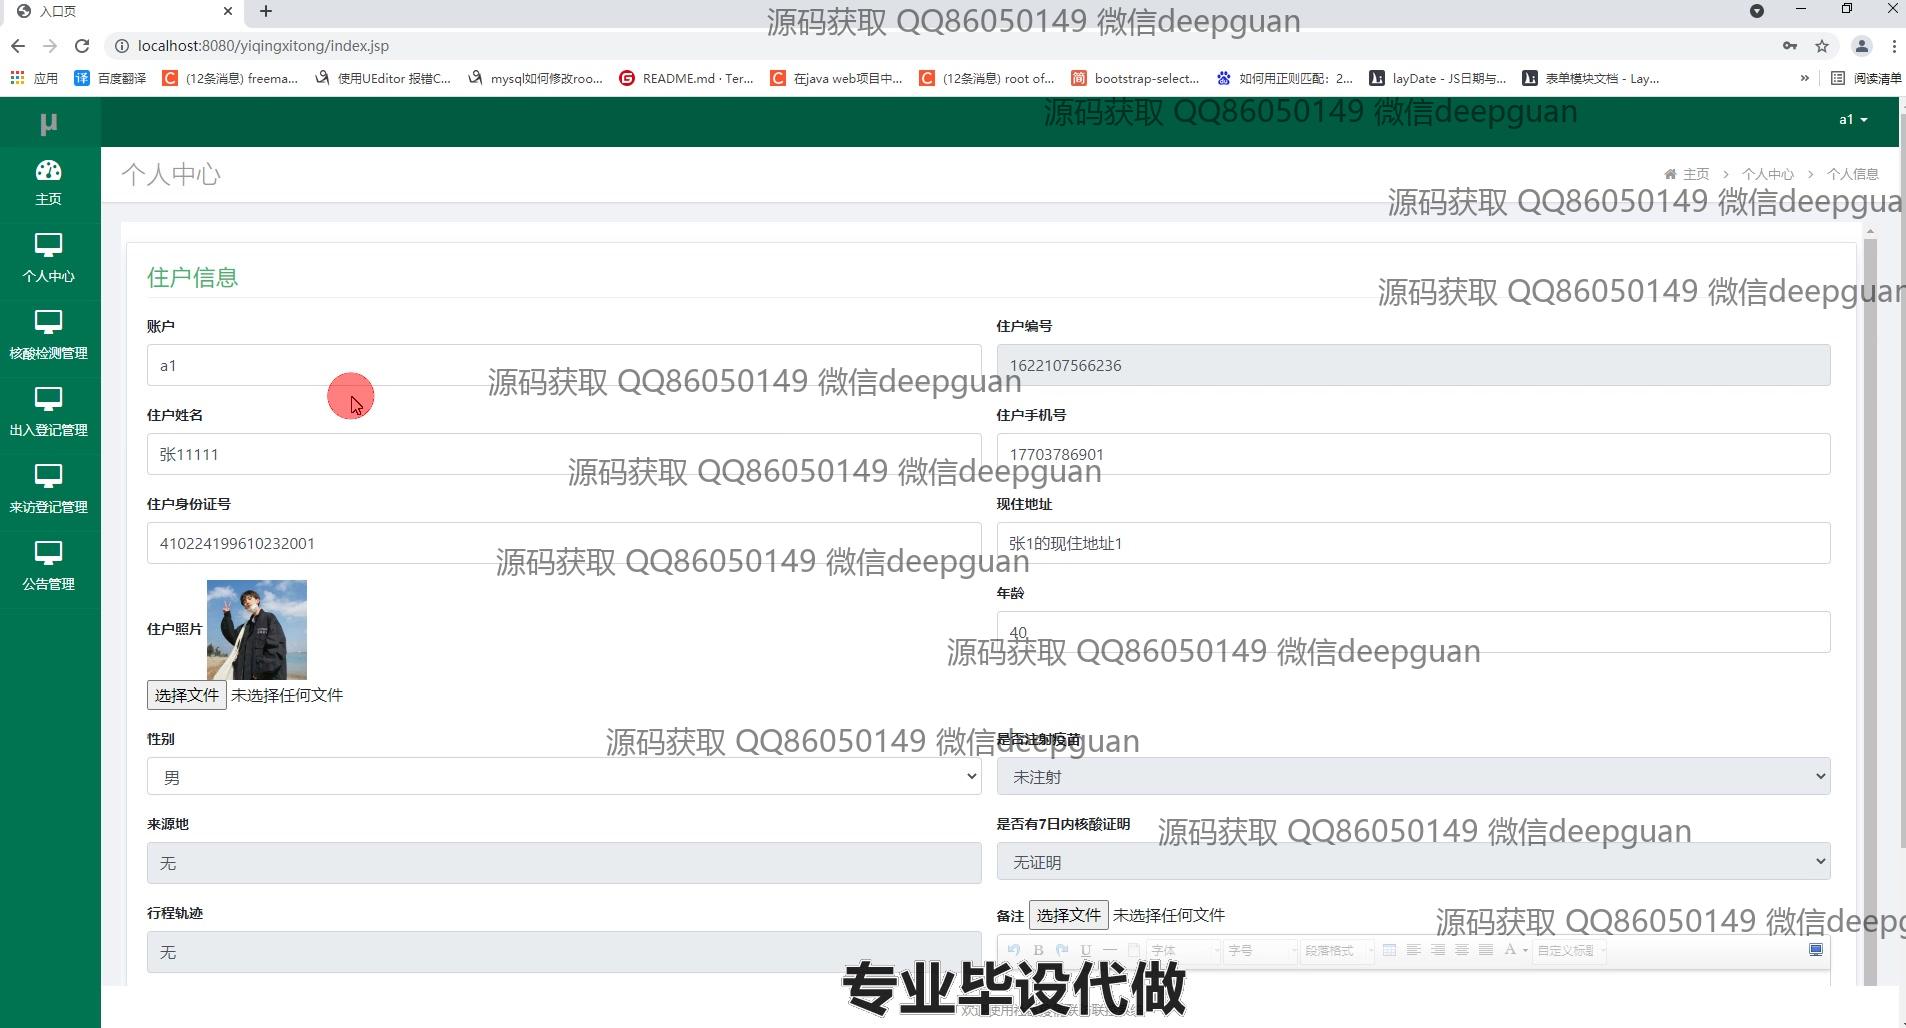 入口页
源码获取 QQ86050149 微信deepguan
localhost:8080/yiqingxitong/index.jsp
应用
百度翻译
(12条消息) freema...
使用UEditor 报错C...
mysql如何修改roo...
README.md · Ter...
在java web项目中...
(12条消息) root of...
bootstrap-select...
如何用正则匹配：2...
layDate - JS日期与...
表单模块文档 - Lay...
»
阅读清单
μ
源码获取 QQ86050149 微信deepguan
a1
主页
个人中心
主页 > 个人中心 > 个人信息
源码获取 QQ86050149 微信deepgua
个人中心
住户信息
源码获取 QQ86050149 微信deepguan
账户
住户编号
核酸检测管理
a1
1622107566236
源码获取 QQ86050149 微信deepguan
住户姓名
住户手机号
出入登记管理
张11111
17703786901
源码获取 QQ86050149 微信deepguan
住户身份证号
现住地址
来访登记管理
410224199610232001
张1的现住地址1
源码获取 QQ86050149 微信deepguan
公告管理
住户照片
年龄
40
源码获取 QQ86050149 微信deepguan
选择文件 未选择任何文件
性别
是否注射疫苗
源码获取 QQ86050149 微信deepguan
男
未注射
来源地
是否有7日内核酸证明
源码获取 QQ86050149 微信deepguan
无
无证明
行程轨迹
备注 选择文件 未选择任何文件
源码获取 QQ86050149 微信deepg
无
B U 字体 字号 段落格式 A 自定义标题
专业毕设代做